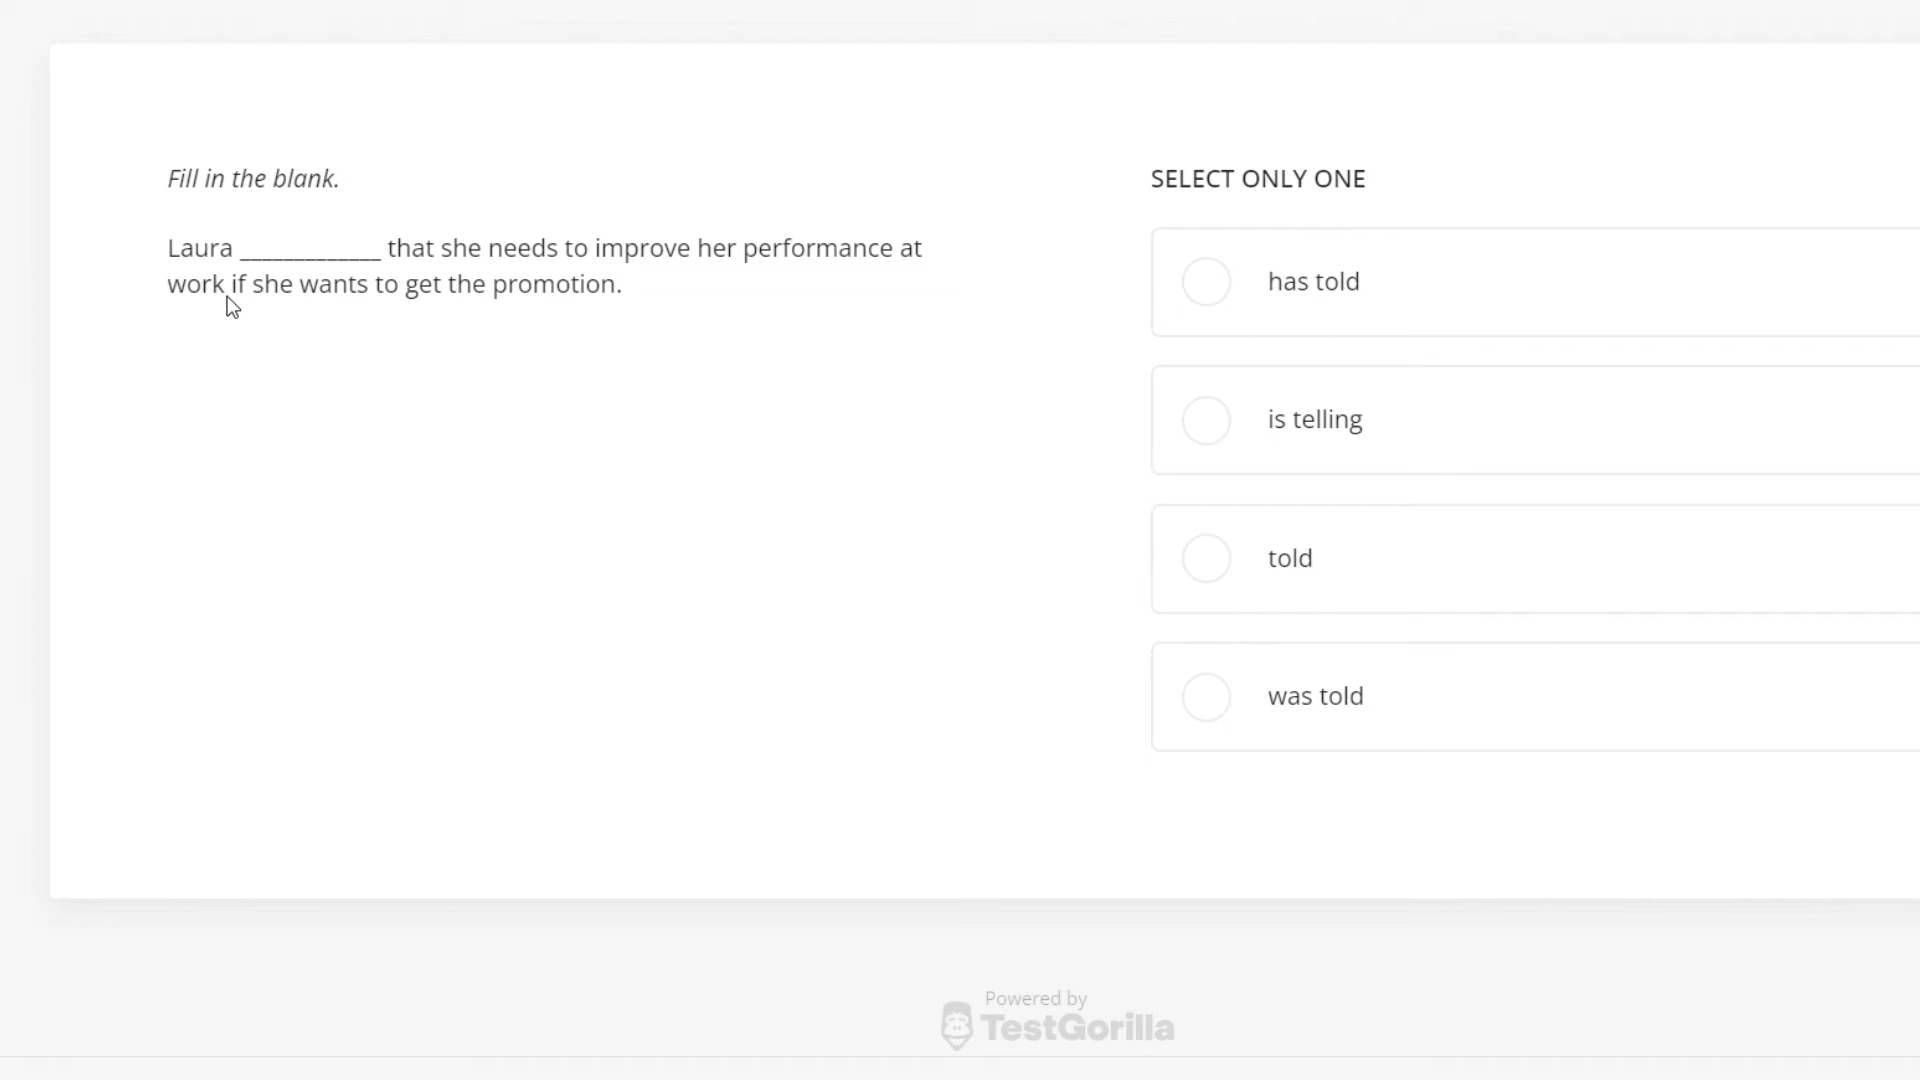 Fill in the blank.
Laura ____________ that she needs to improve her performance at
work if she wants to get the promotion.
SELECT ONLY ONE
has told
is telling
told
was told
Powered by
TestGorilla